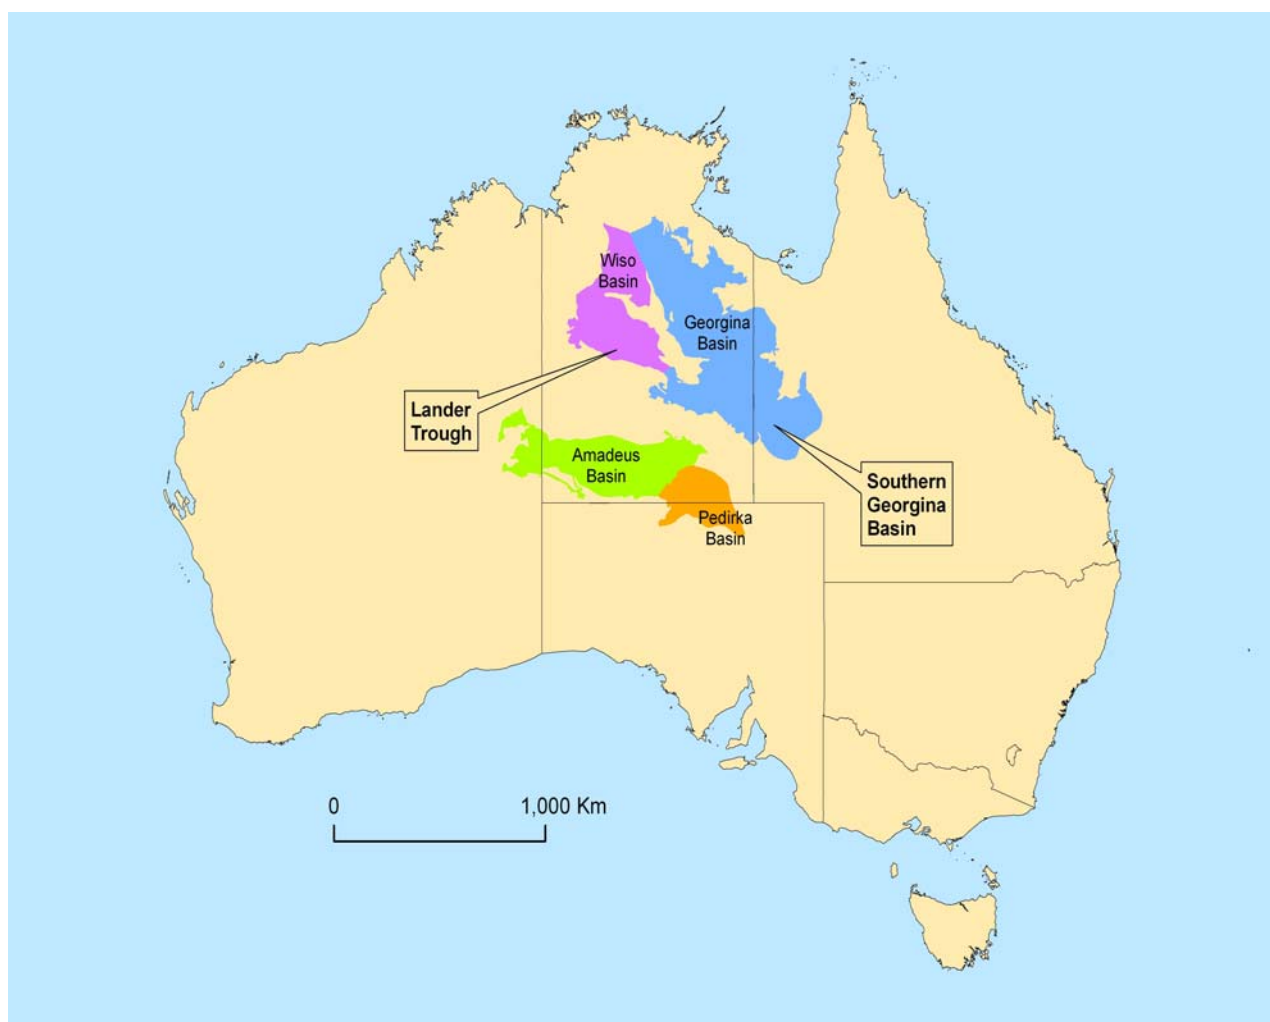 Wiso
Basin
Georgina
Basin
Lander
Trough
Amadeus
Basin
Southern
Georgina
Basin
Pedirka
Basin
0 1,000 Km